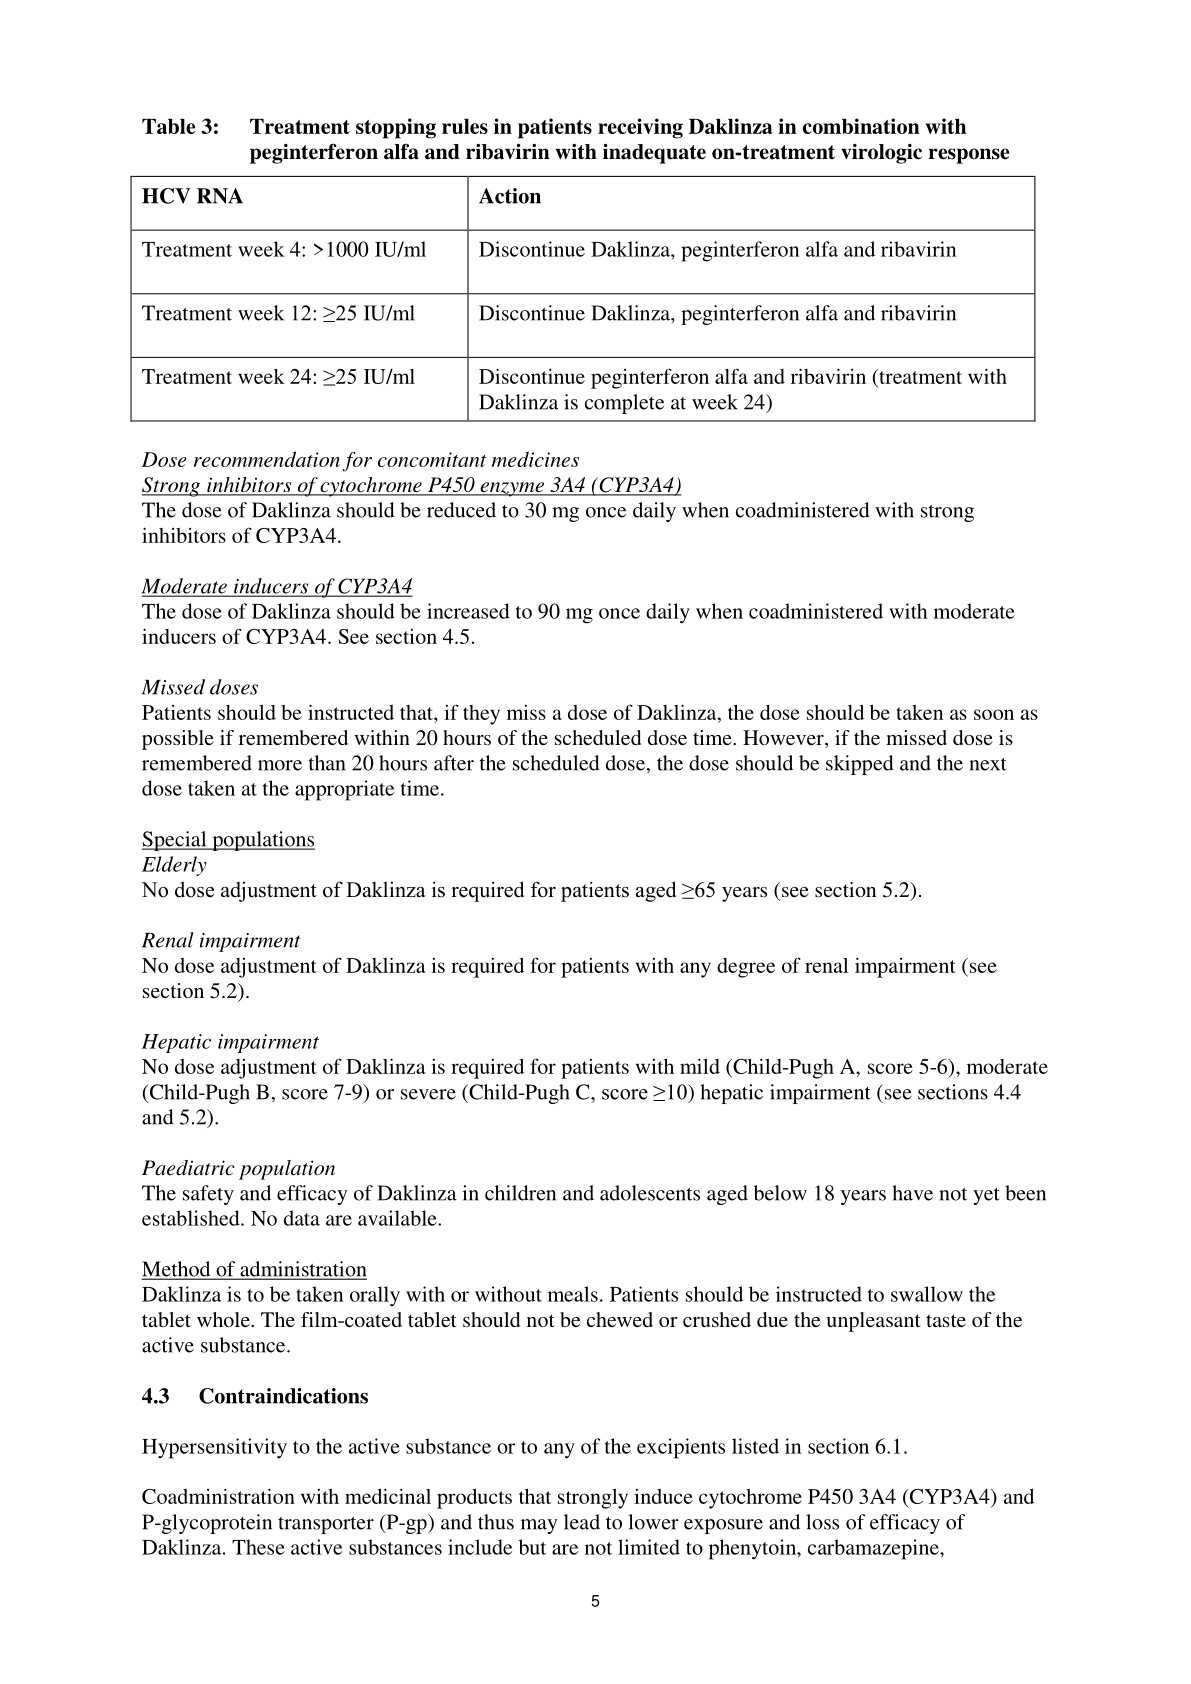 Table 3: Treatment stopping rules in patients receiving Daklinza in combination with
peginterferon alfa and ribavirin with inadequate on-treatment virologic response
HCV RNA Action
Treatment week 4: >1000 IU/ml Discontinue Daklinza, peginterferon alfa and ribavirin
Treatment week 12: ≥25 IU/ml Discontinue Daklinza, peginterferon alfa and ribavirin
Treatment week 24: ≥25 IU/ml Discontinue peginterferon alfa and ribavirin (treatment with
Daklinza is complete at week 24)
Dose recommendation for concomitant medicines
Strong inhibitors of cytochrome P450 enzyme 3A4 (CYP3A4)
The dose of Daklinza should be reduced to 30 mg once daily when coadministered with strong
inhibitors of CYP3A4.
Moderate inducers of CYP3A4
The dose of Daklinza should be increased to 90 mg once daily when coadministered with moderate
inducers of CYP3A4. See section 4.5.
Missed doses
Patients should be instructed that, if they miss a dose of Daklinza, the dose should be taken as soon as
possible if remembered within 20 hours of the scheduled dose time. However, if the missed dose is
remembered more than 20 hours after the scheduled dose, the dose should be skipped and the next
dose taken at the appropriate time.
Special populations
Elderly
No dose adjustment of Daklinza is required for patients aged ≥65 years (see section 5.2).
Renal impairment
No dose adjustment of Daklinza is required for patients with any degree of renal impairment (see
section 5.2).
Hepatic impairment
No dose adjustment of Daklinza is required for patients with mild (Child-Pugh A, score 5-6), moderate
(Child-Pugh B, score 7-9) or severe (Child-Pugh C, score ≥10) hepatic impairment (see sections 4.4
and 5.2).
Paediatric population
The safety and efficacy of Daklinza in children and adolescents aged below 18 years have not yet been
established. No data are available.
Method of administration
Daklinza is to be taken orally with or without meals. Patients should be instructed to swallow the
tablet whole. The film-coated tablet should not be chewed or crushed due the unpleasant taste of the
active substance.
4.3 Contraindications
Hypersensitivity to the active substance or to any of the excipients listed in section 6.1.
Coadministration with medicinal products that strongly induce cytochrome P450 3A4 (CYP3A4) and
P-glycoprotein transporter (P-gp) and thus may lead to lower exposure and loss of efficacy of
Daklinza. These active substances include but are not limited to phenytoin, carbamazepine,
5